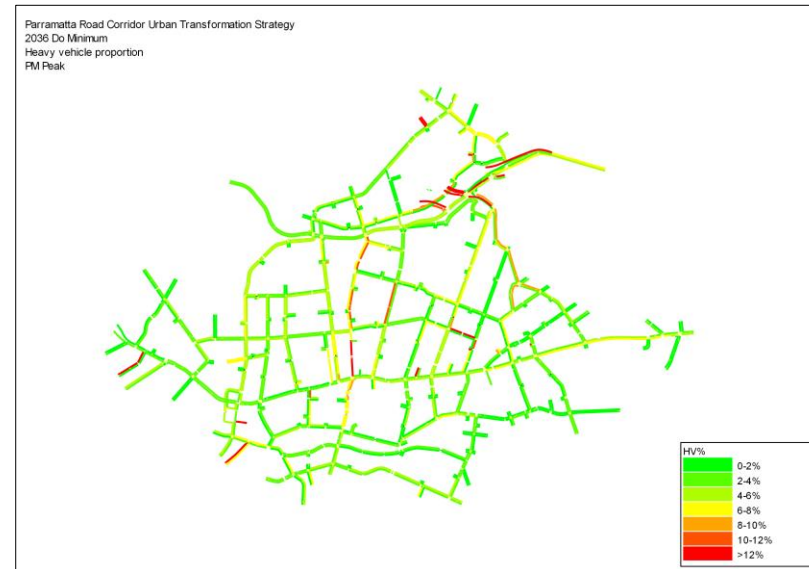 Parramatta Road Corridor Urban Transformation Strategy
2036 Do Minimum
Heavy vehicle proportion
PM Peak
HV%
0-2%
2-4%
4-6%
6-8%
8-10%
10-12%
>12%